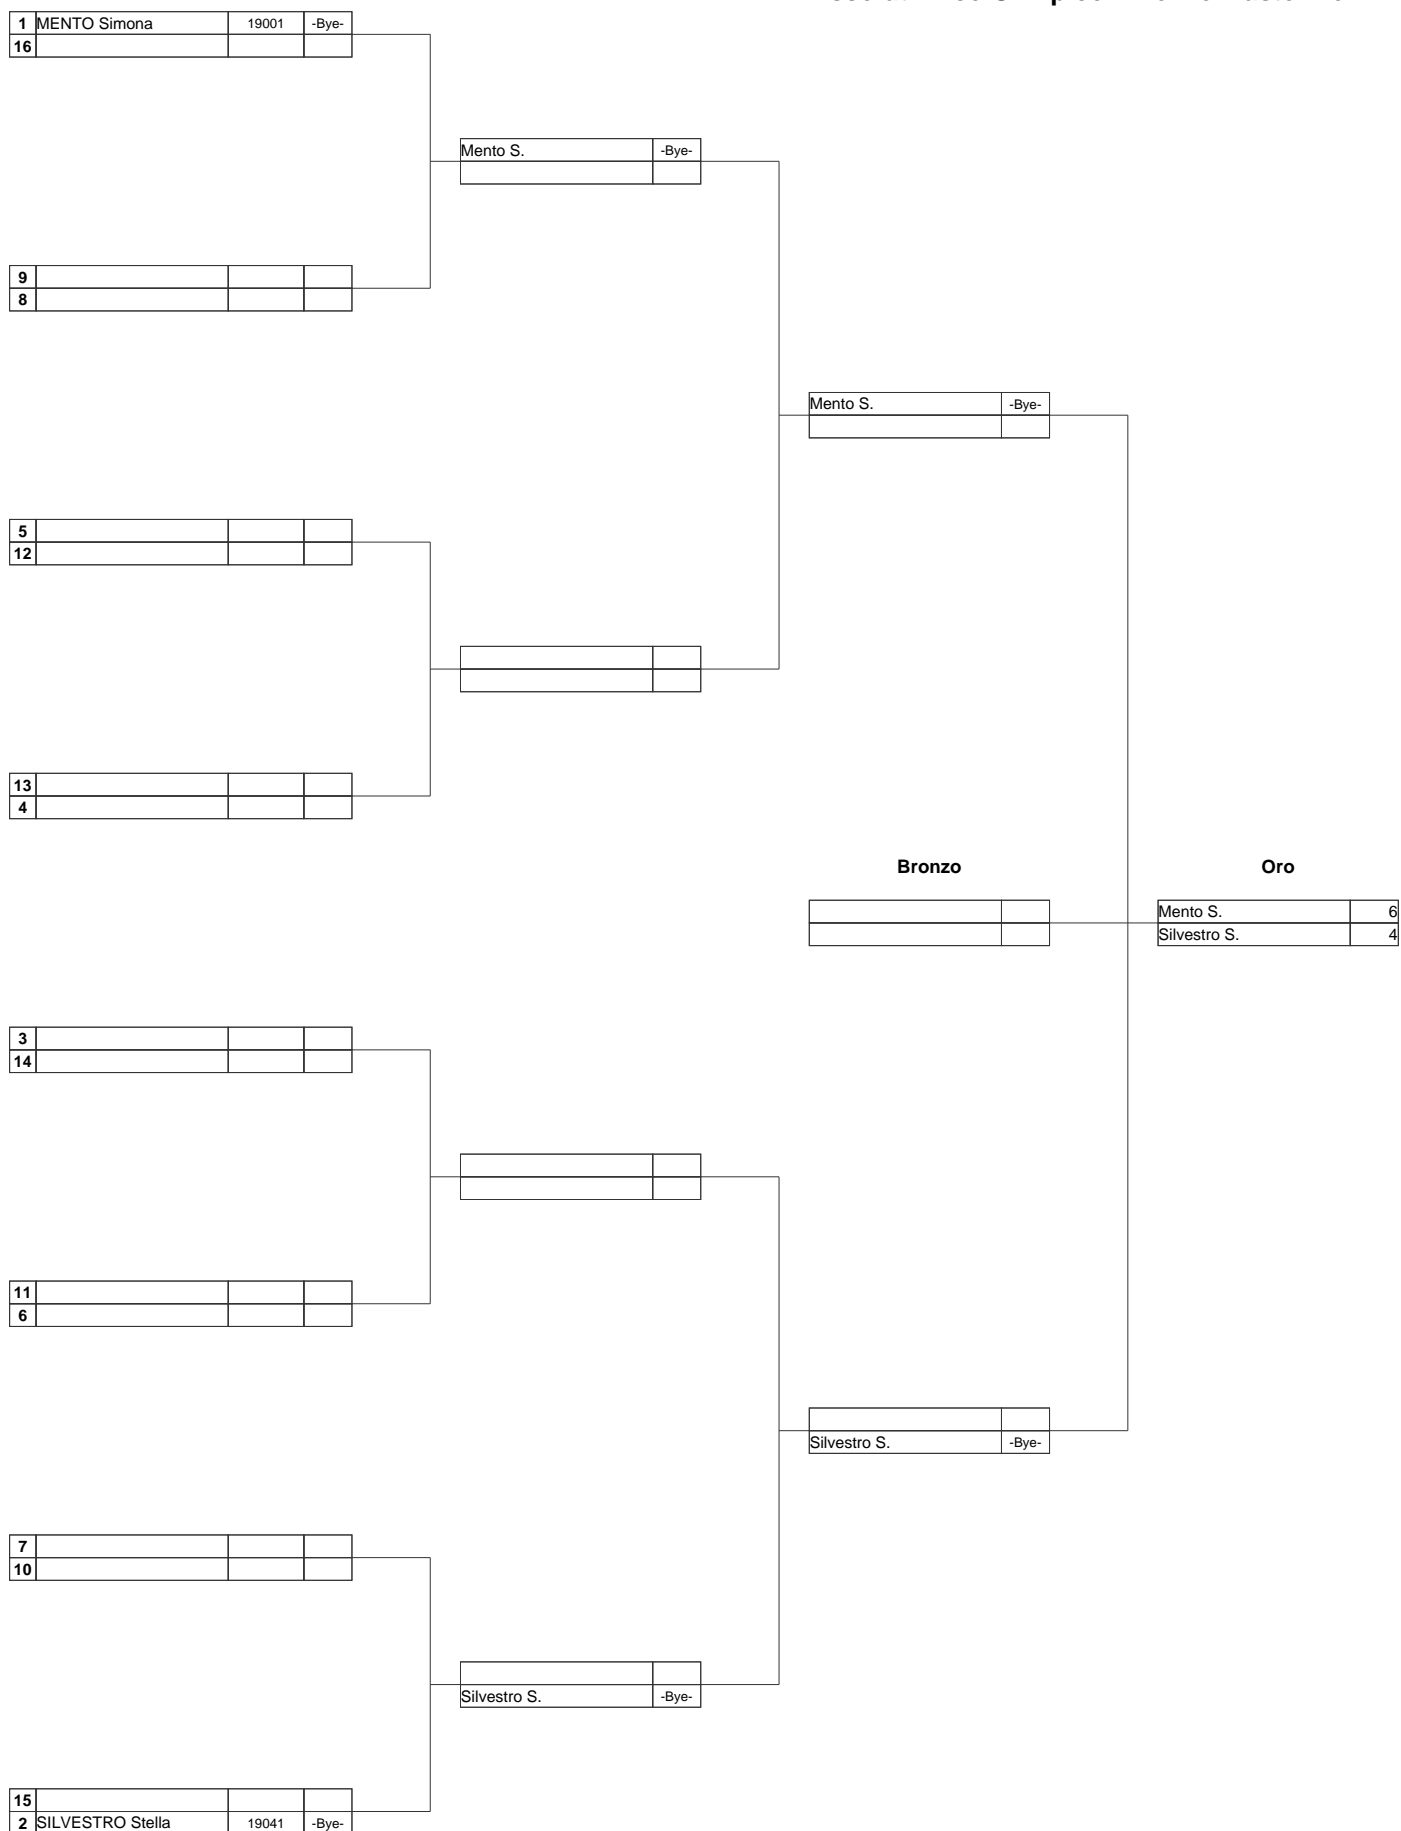 1 MENTO Simona 19001 -Bye-
16
Mento S. -Bye-
9
8
Mento S. -Bye-
5
12
13
4
Bronzo Oro
Mento S. 6
Silvestro S. 4
3
14
11
6
Silvestro S. -Bye-
7
10
Silvestro S. -Bye-
15
2 SILVESTRO Stella 19041 -Bye-